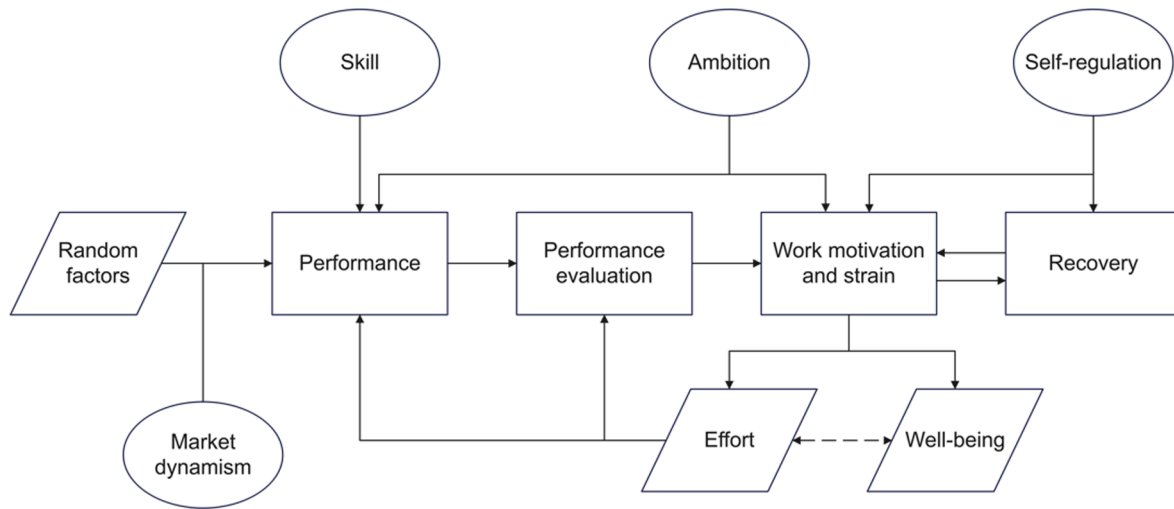 Skill
Ambition
Self-regulation
Random
factors
Performance
Performance
evaluation
Work motivation
and strain
Recovery
Market
dynamism
Effort
Well-being